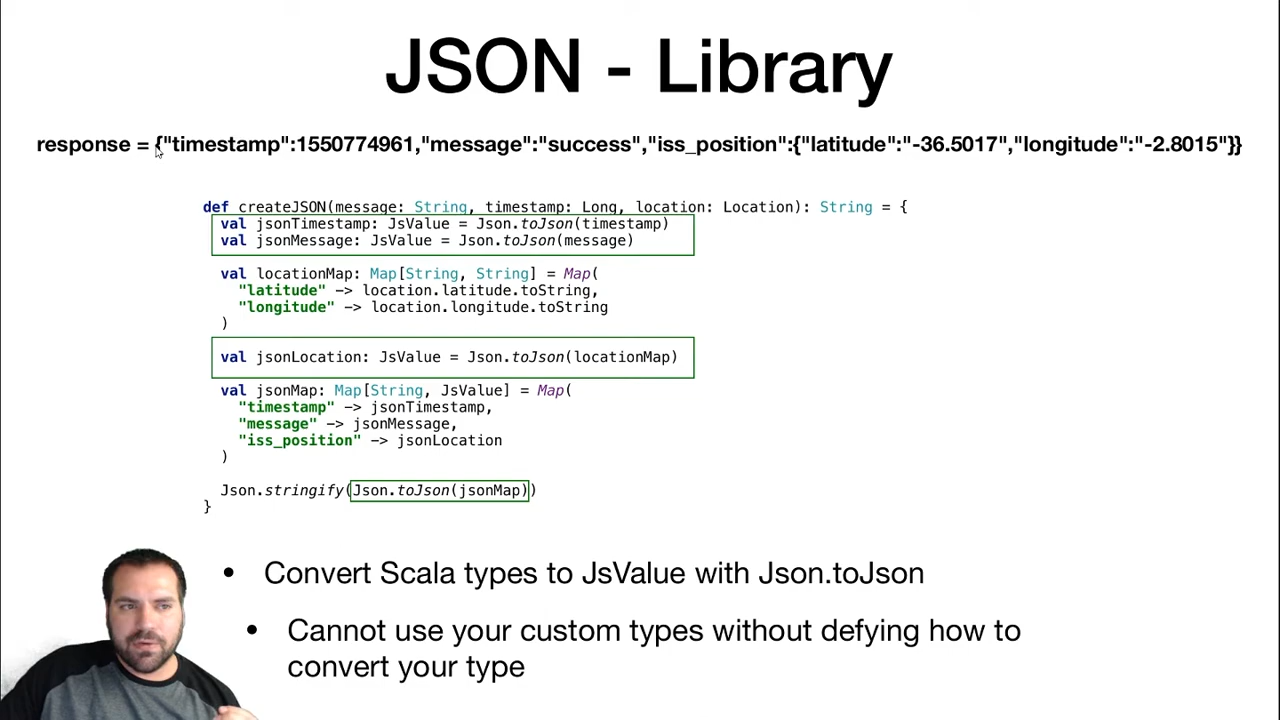 JSON - Library
response = {"timestamp":1550774961,"message":"success","iss_position":{"latitude":"-36.5017","longitude":"-2.8015"}}
def createJSON(message: String, timestamp: Long, location: Location): String = {
val jsonTimestamp: JsValue = Json.toJson(timestamp)
val jsonMessage: JsValue = Json.toJson(message)
val locationMap: Map[String, String] = Map(
"latitude" -> location.latitude.toString,
"longitude" -> location.longitude.toString
)
val jsonLocation: JsValue = Json.toJson(locationMap)
val jsonMap: Map[String, JsValue] = Map(
"timestamp" -> jsonTimestamp,
"message" -> jsonMessage,
"iss_position" -> jsonLocation
)
Json.stringify(Json.toJson(jsonMap))
}
• Convert Scala types to JsValue with Json.toJson
• Cannot use your custom types without defying how to
convert your type